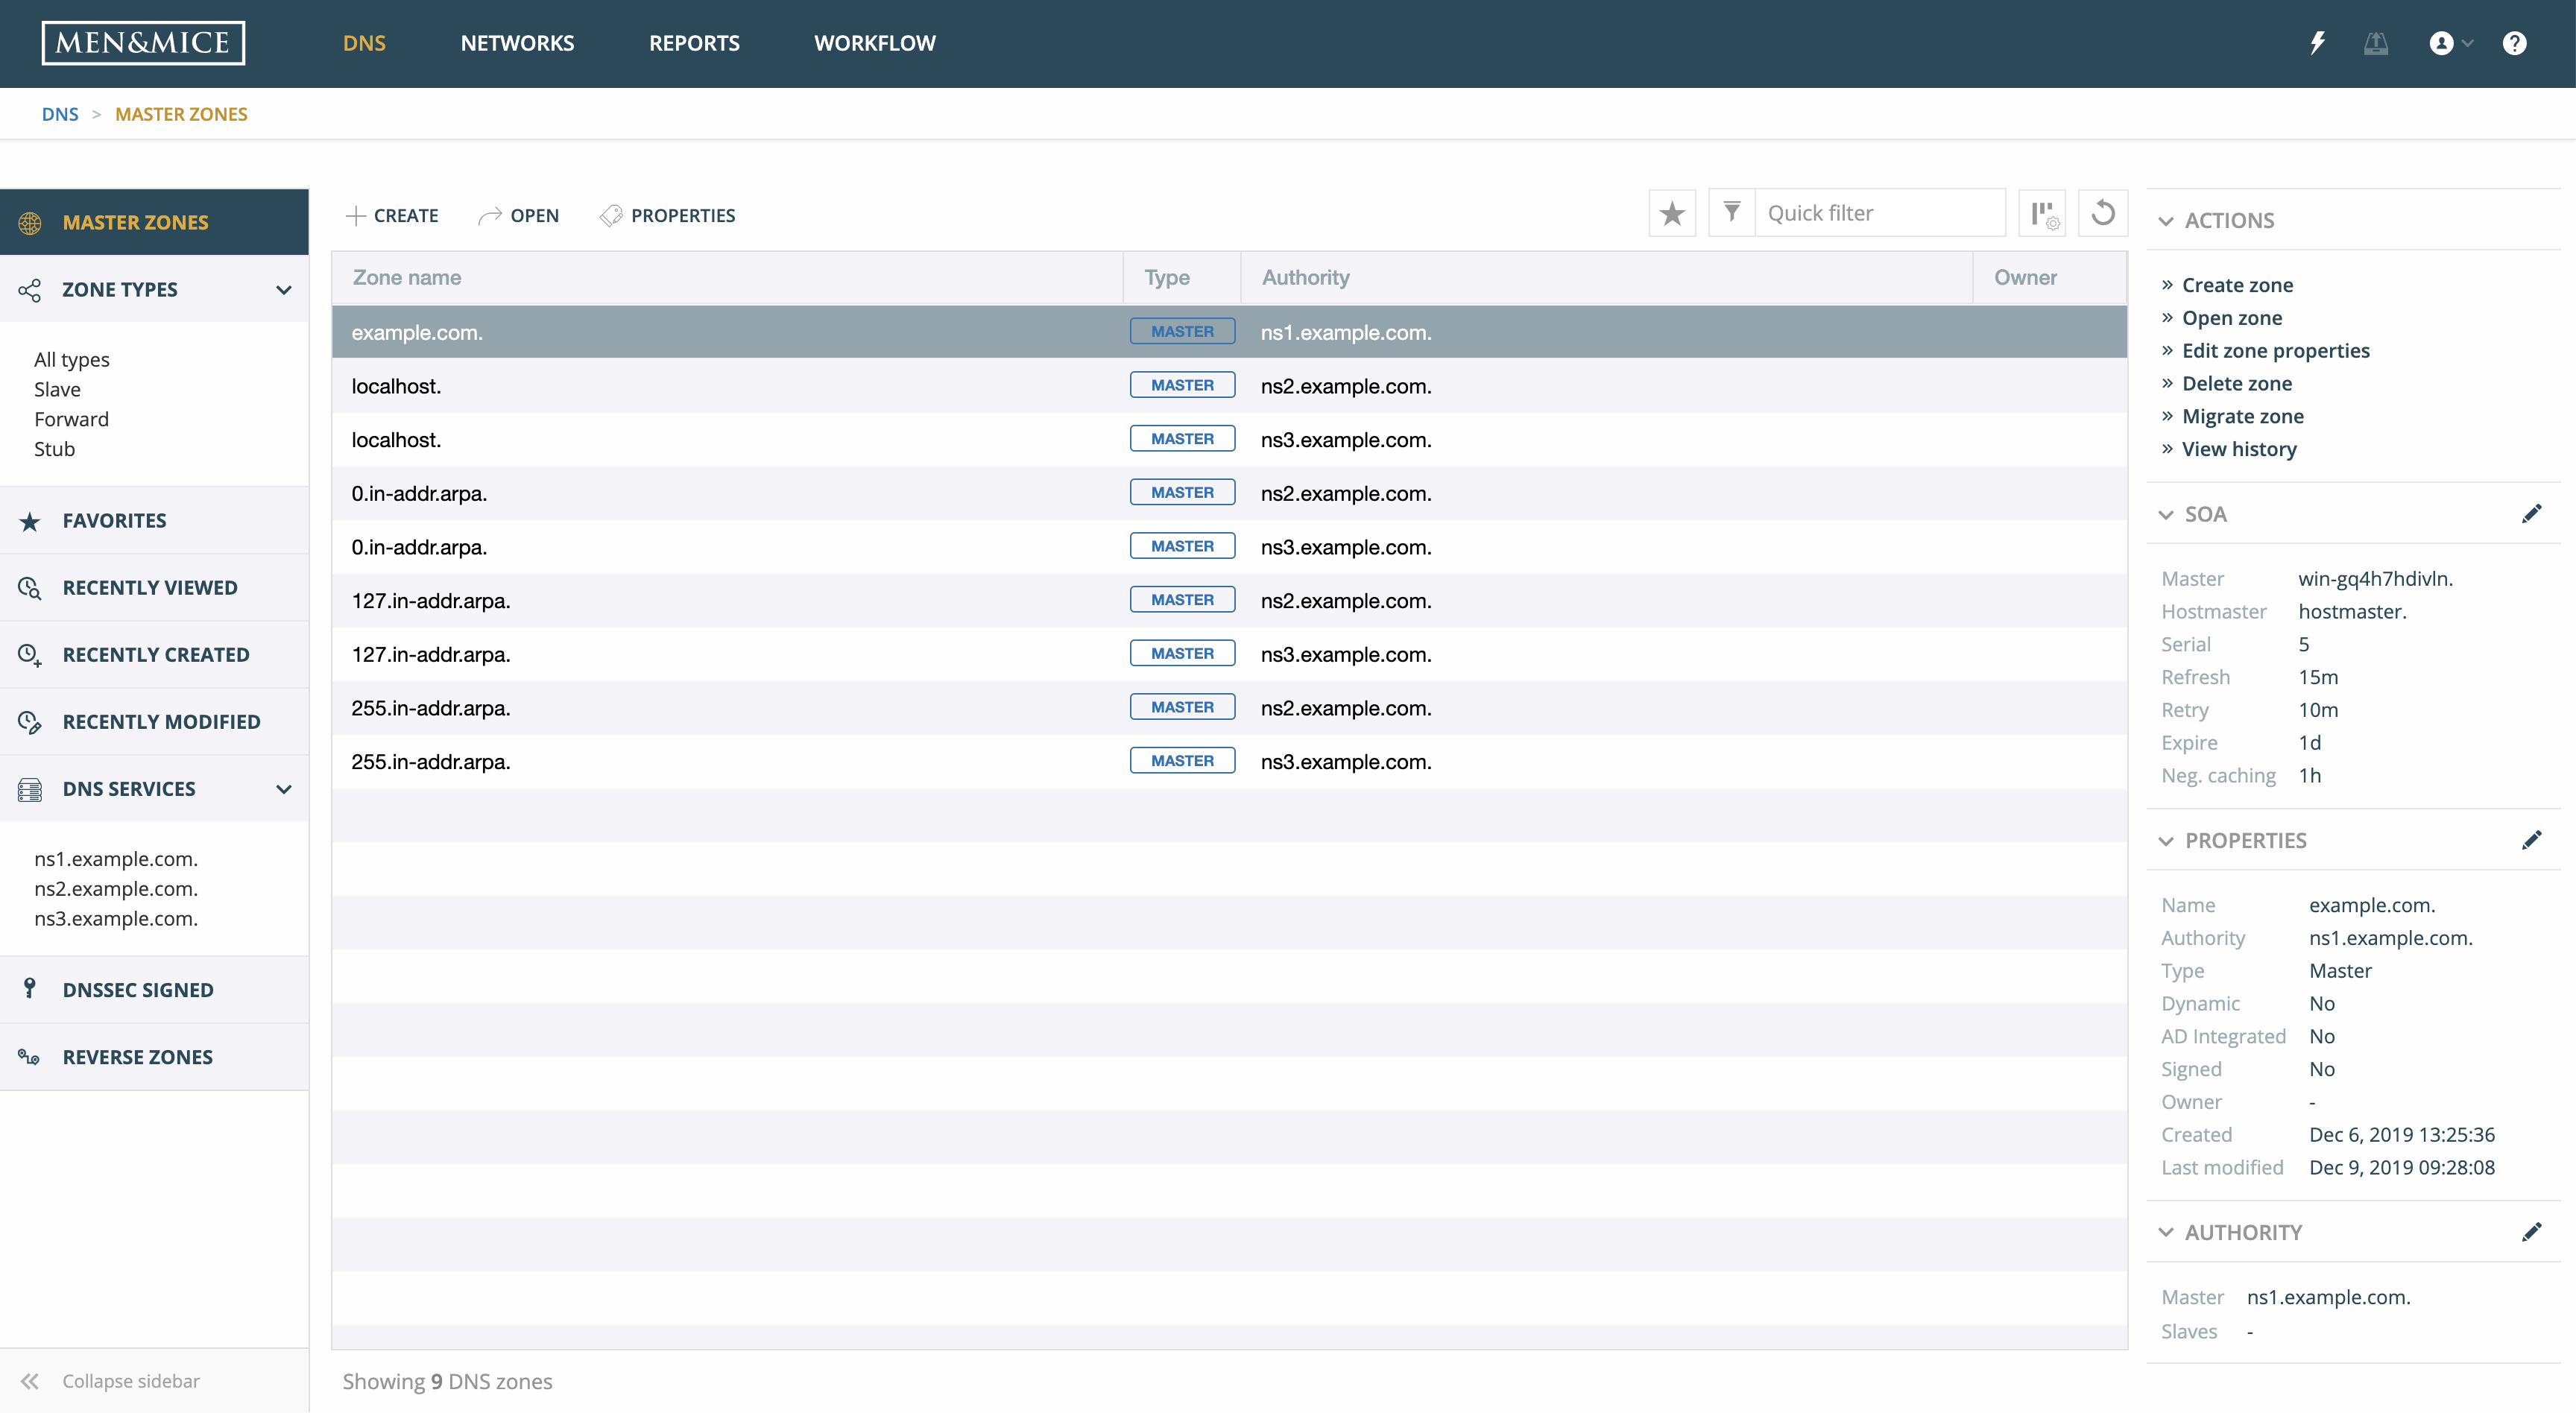 MEN&MICE
DNS NETWORKS REPORTS WORKFLOW
DNS > MASTER ZONES
MASTER ZONES
ZONE TYPES
All types
Slave
Forward
Stub
FAVORITES
RECENTLY VIEWED
RECENTLY CREATED
RECENTLY MODIFIED
DNS SERVICES
ns1.example.com.
ns2.example.com.
ns3.example.com.
DNSSEC SIGNED
REVERSE ZONES
Collapse sidebar
CREATE OPEN PROPERTIES Quick filter
Zone name Type Authority Owner
example.com. MASTER ns1.example.com.
localhost. MASTER ns2.example.com.
localhost. MASTER ns3.example.com.
0.in-addr.arpa. MASTER ns2.example.com.
0.in-addr.arpa. MASTER ns3.example.com.
127.in-addr.arpa. MASTER ns2.example.com.
127.in-addr.arpa. MASTER ns3.example.com.
255.in-addr.arpa. MASTER ns2.example.com.
255.in-addr.arpa. MASTER ns3.example.com.
Showing 9 DNS zones
ACTIONS
» Create zone
» Open zone
» Edit zone properties
» Delete zone
» Migrate zone
» View history
SOA
Master win-gq4h7hdivln.
Hostmaster hostmaster.
Serial 5
Refresh 15m
Retry 10m
Expire 1d
Neg. caching 1h
PROPERTIES
Name example.com.
Authority ns1.example.com.
Type Master
Dynamic No
AD Integrated No
Signed No
Owner -
Created Dec 6, 2019 13:25:36
Last modified Dec 9, 2019 09:28:08
AUTHORITY
Master ns1.example.com.
Slaves -